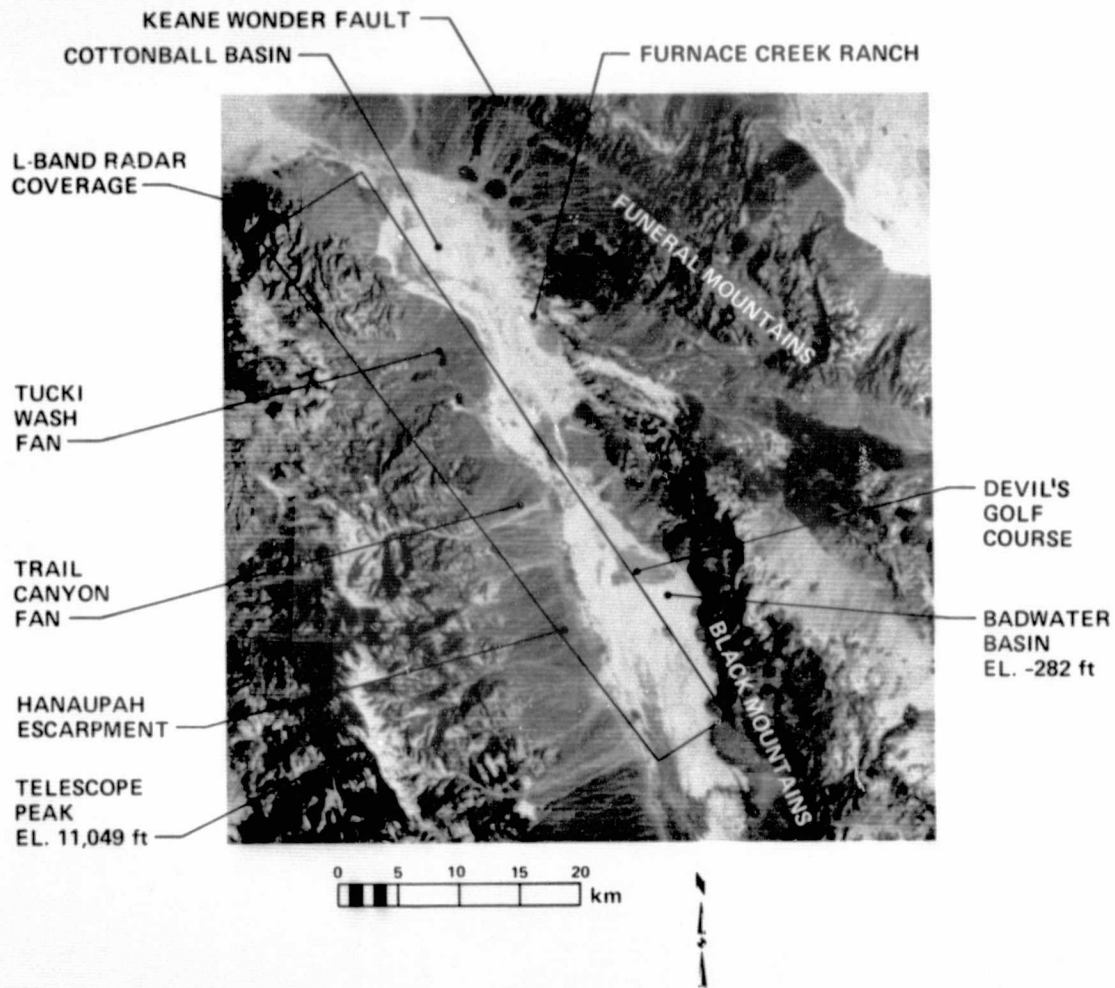 KEANE WONDER FAULT
COTTONBALL BASIN
FURNACE CREEK RANCH
L-BAND RADAR
COVERAGE
FUNERAL MOUNTAINS
TUCKI
WASH
FAN
DEVIL'S
GOLF
COURSE
TRAIL
CANYON
FAN
BADWATER
BASIN
EL. -282 ft
BLACK MOUNTAINS
HANAUPAH
ESCARPMENT
TELESCOPE
PEAK
EL. 11,049 ft
0 5 10 15 20
km